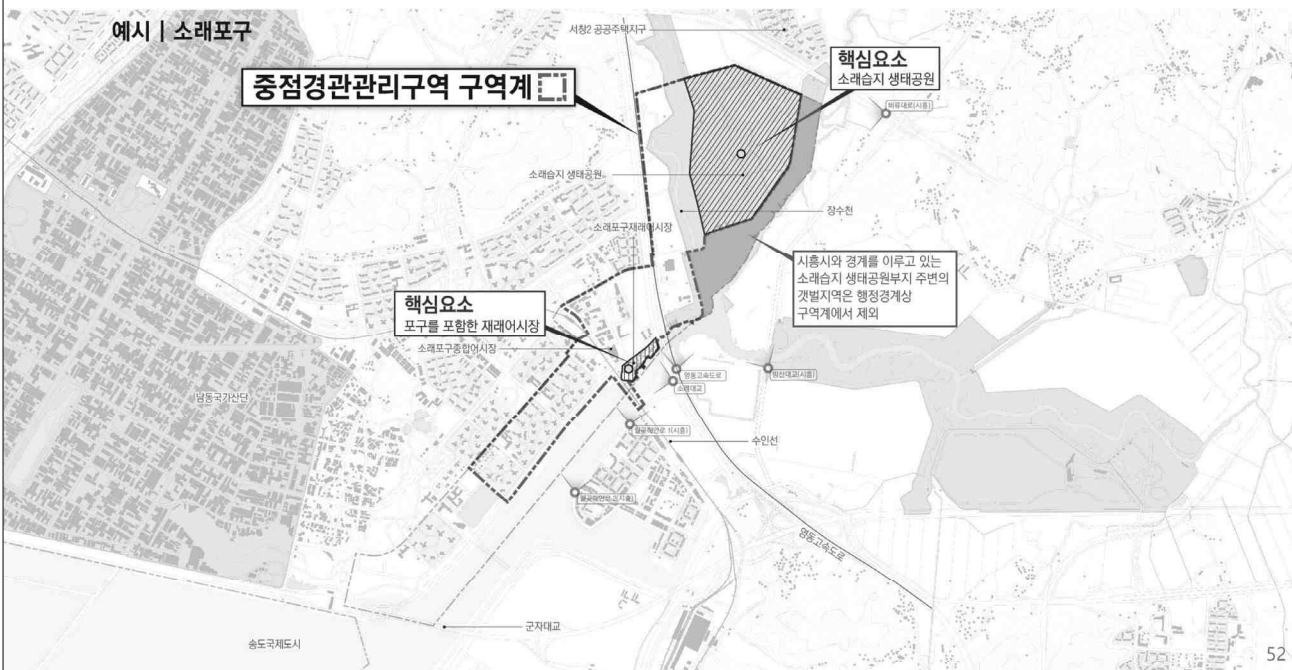 예시 | 소래포구
서창2 공공주택지구
중점경관관리구역 구역계
핵심요소
소래습지 생태공원
소래습지 생태공원
장수천
소래포구재래어시장
시흥시와 경계를 이루고 있는
소래습지 생태공원부지 주변의
갯벌지역은 행정경계상
구역계에서 제외
핵심요소
포구를 포함한 재래어시장
소래포구종합어시장
영동고속도로
소래대교
남동국가산단
수인선
영동고속도로
군자대교
송도국제도시
52